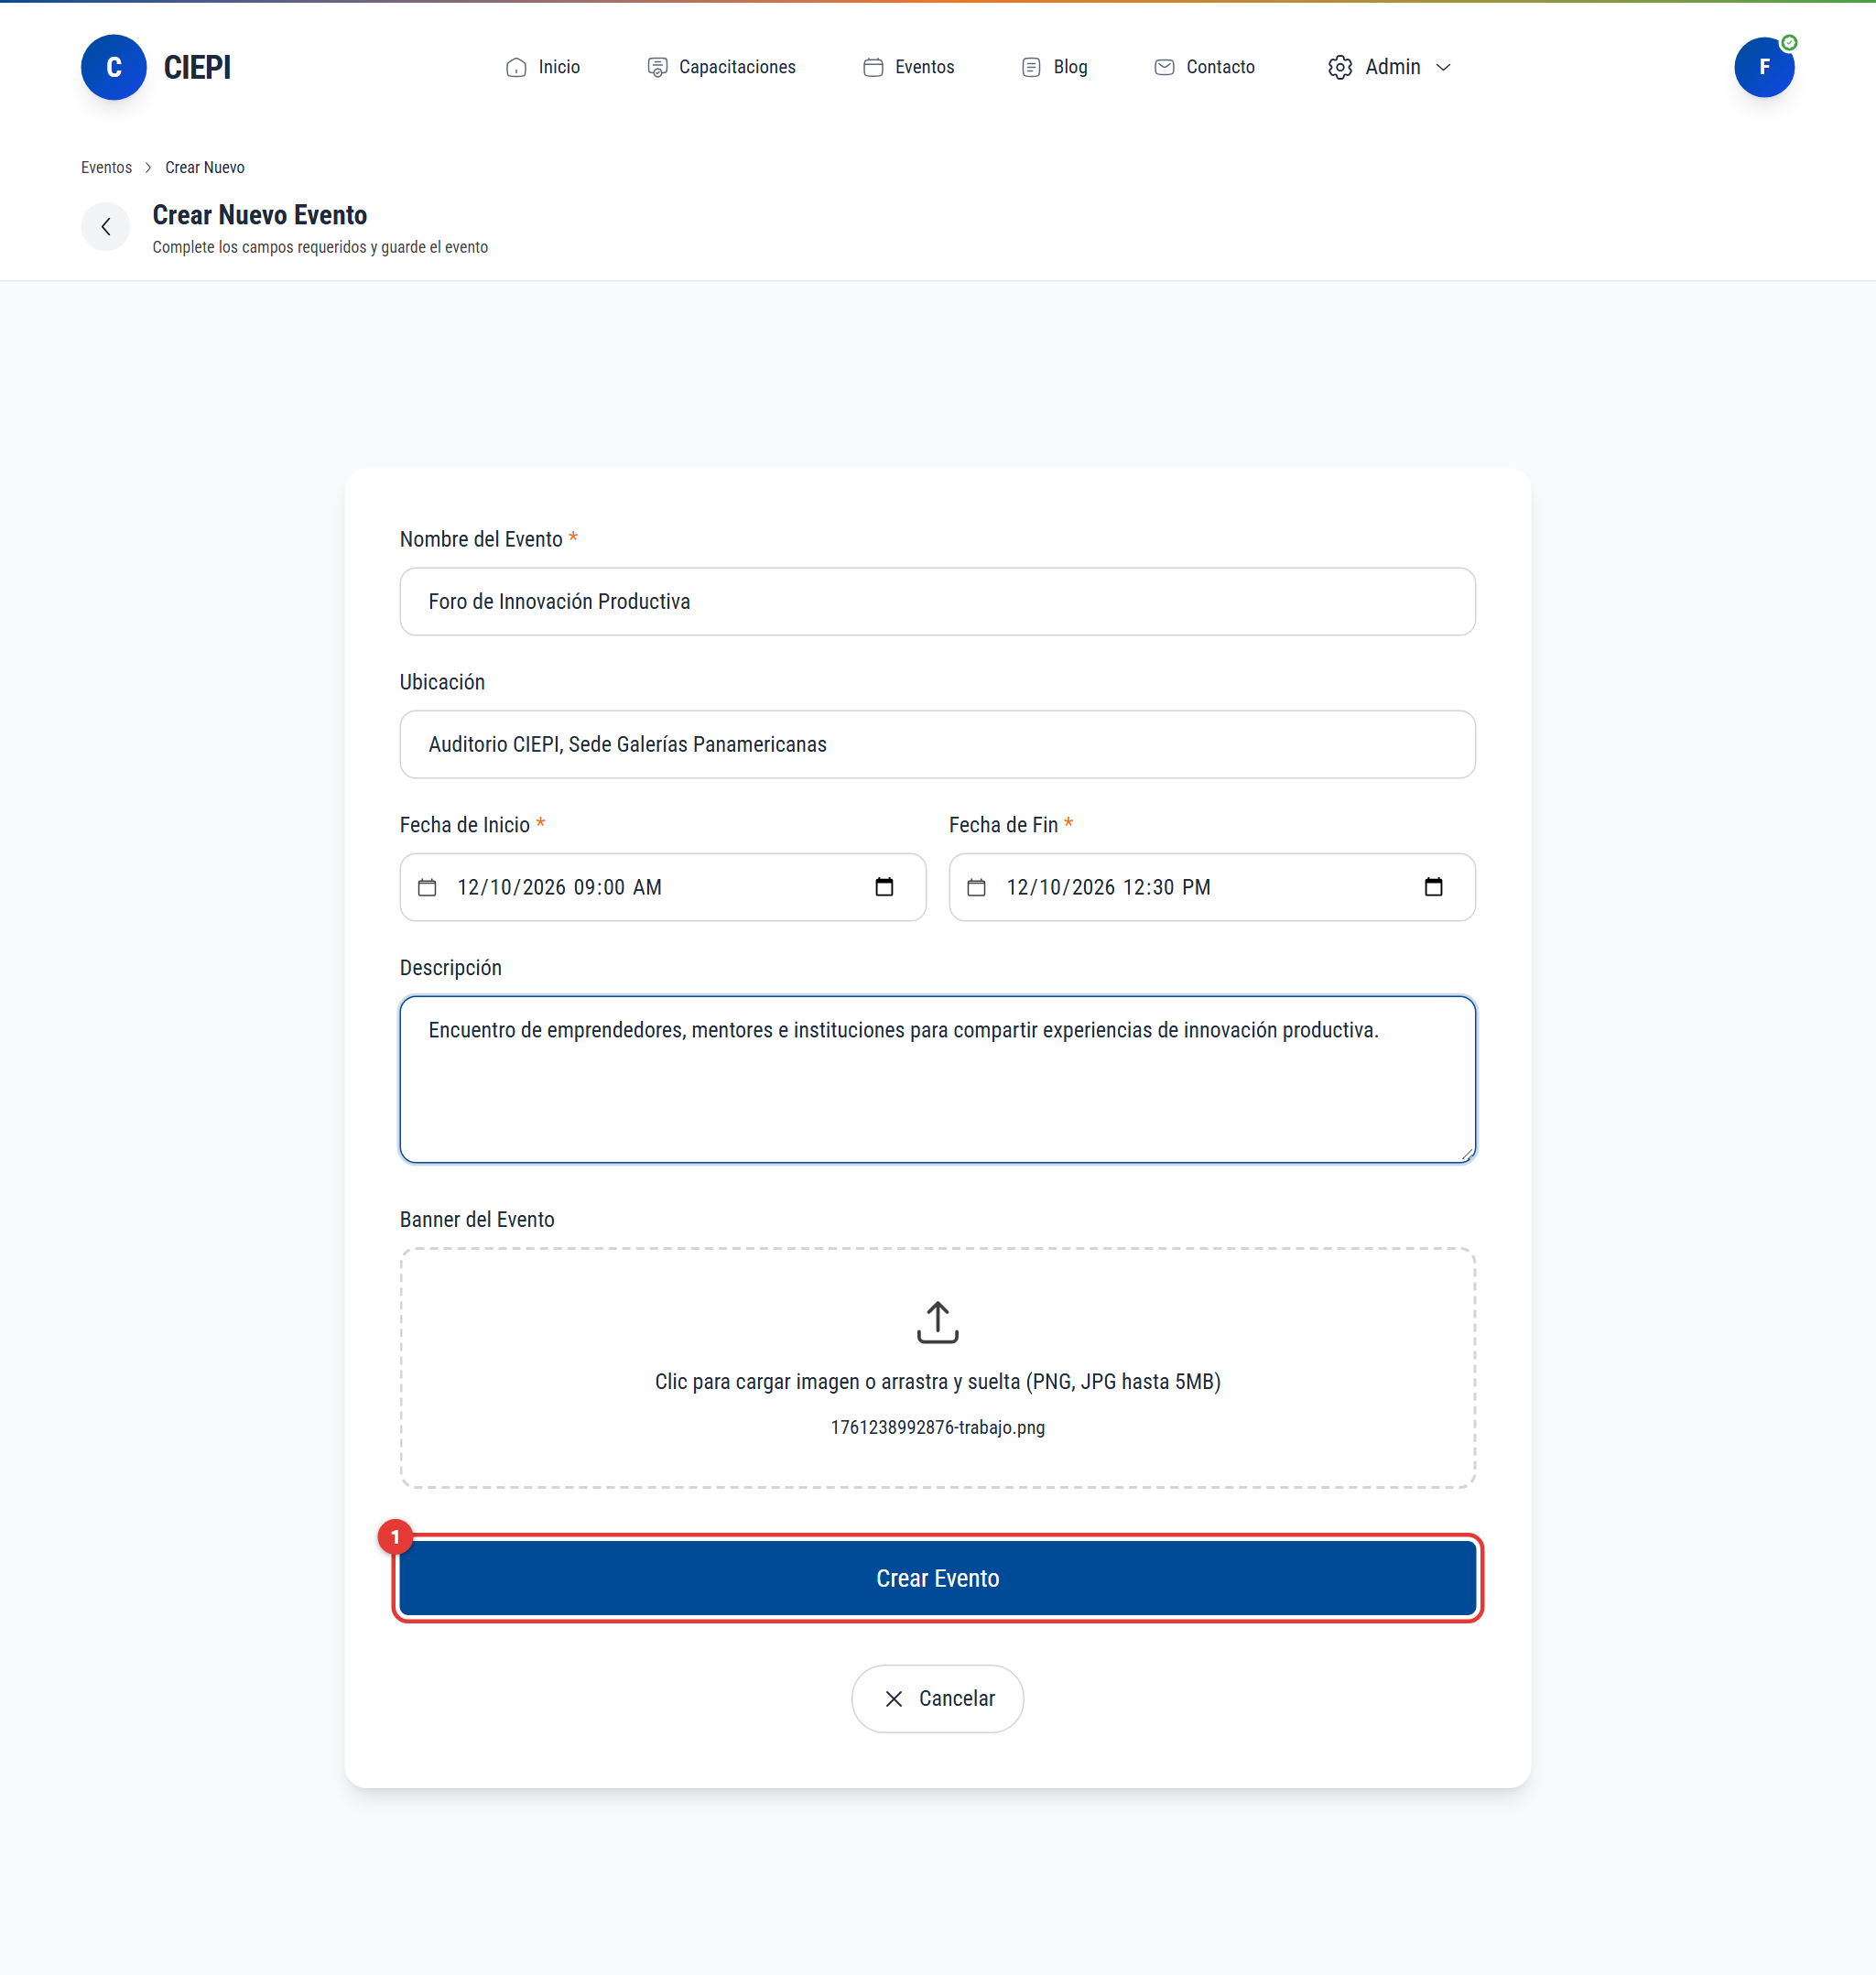 C CIEPI Inicio Capacitaciones Eventos Blog Contacto Admin F
Eventos > Crear Nuevo
Crear Nuevo Evento
Complete los campos requeridos y guarde el evento
Nombre del Evento *
Foro de Innovación Productiva
Ubicación
Auditorio CIEPI, Sede Galerías Panamericanas
Fecha de Inicio * Fecha de Fin *
12/10/2026 09:00 AM 12/10/2026 12:30 PM
Descripción
Encuentro de emprendedores, mentores e instituciones para compartir experiencias de innovación productiva.
Banner del Evento
Clic para cargar imagen o arrastra y suelta (PNG, JPG hasta 5MB)
1761238992876-trabajo.png
1
Crear Evento
Cancelar